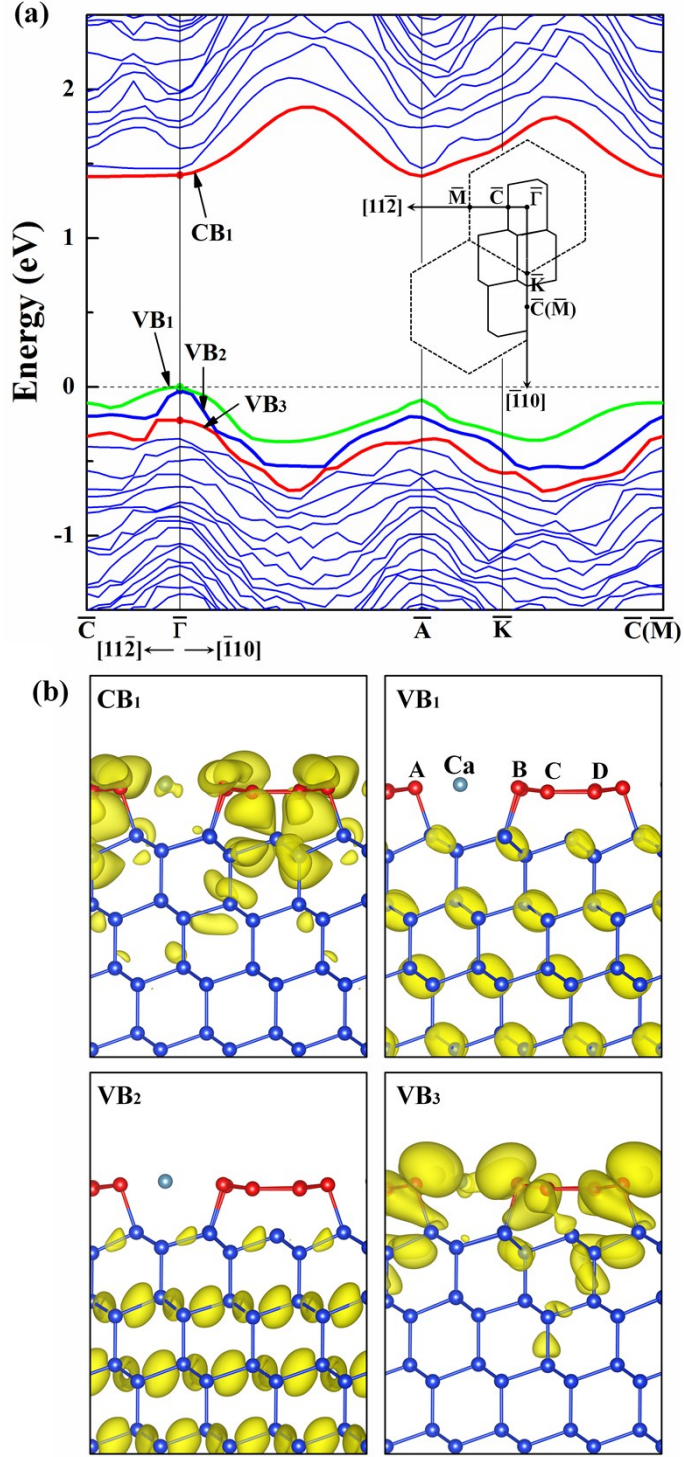 (a)
Energy (eV)
2
1
0
-1
CB₁
VB₁
VB₂
VB₃
[112̅]
M̅
C̅
Γ̅
K̅
C̅(M̅)
[1̅10]
C̅
Γ̅
A̅
K̅
C̅(M̅)
[112̅] ← → [1̅10]
(b)
CB₁
VB₁
A
Ca
B
C
D
VB₂
VB₃